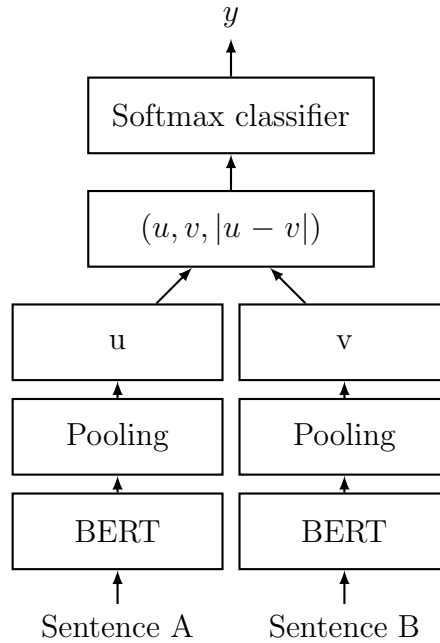 y
Softmax classifier
(u, v, |u − v|)
u v
Pooling Pooling
BERT BERT
Sentence A Sentence B